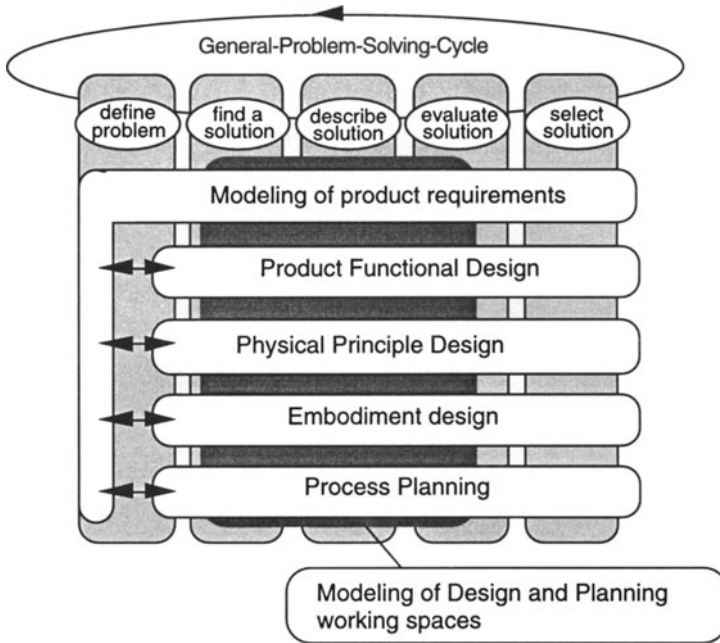 General-Problem-Solving-Cycle
define
problem
find a
solution
describe
solution
evaluate
solution
select
solution
Modeling of product requirements
Product Functional Design
Physical Principle Design
Embodiment design
Process Planning
Modeling of Design and Planning
working spaces